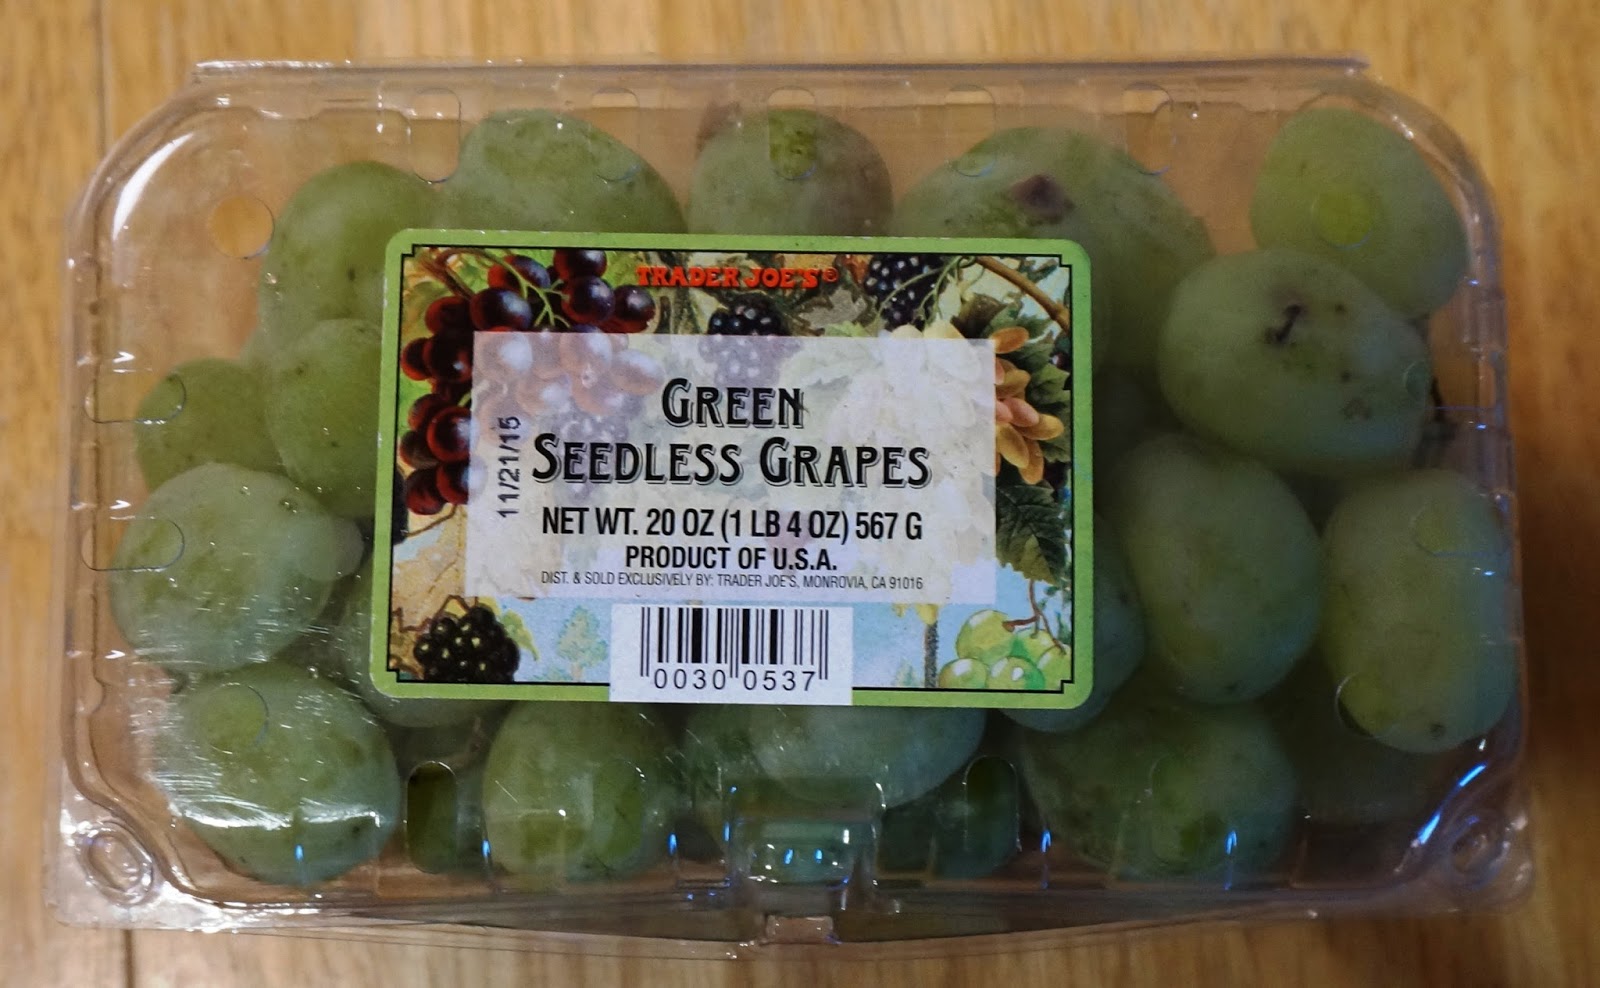 TRADER JOE'S®
GREEN
SEEDLESS GRAPES
11/21/15
NET WT. 20 OZ (1 LB 4 OZ) 567 G
PRODUCT OF U.S.A.
DIST. & SOLD EXCLUSIVELY BY: TRADER JOE'S, MONROVIA, CA 91016
0030 0537